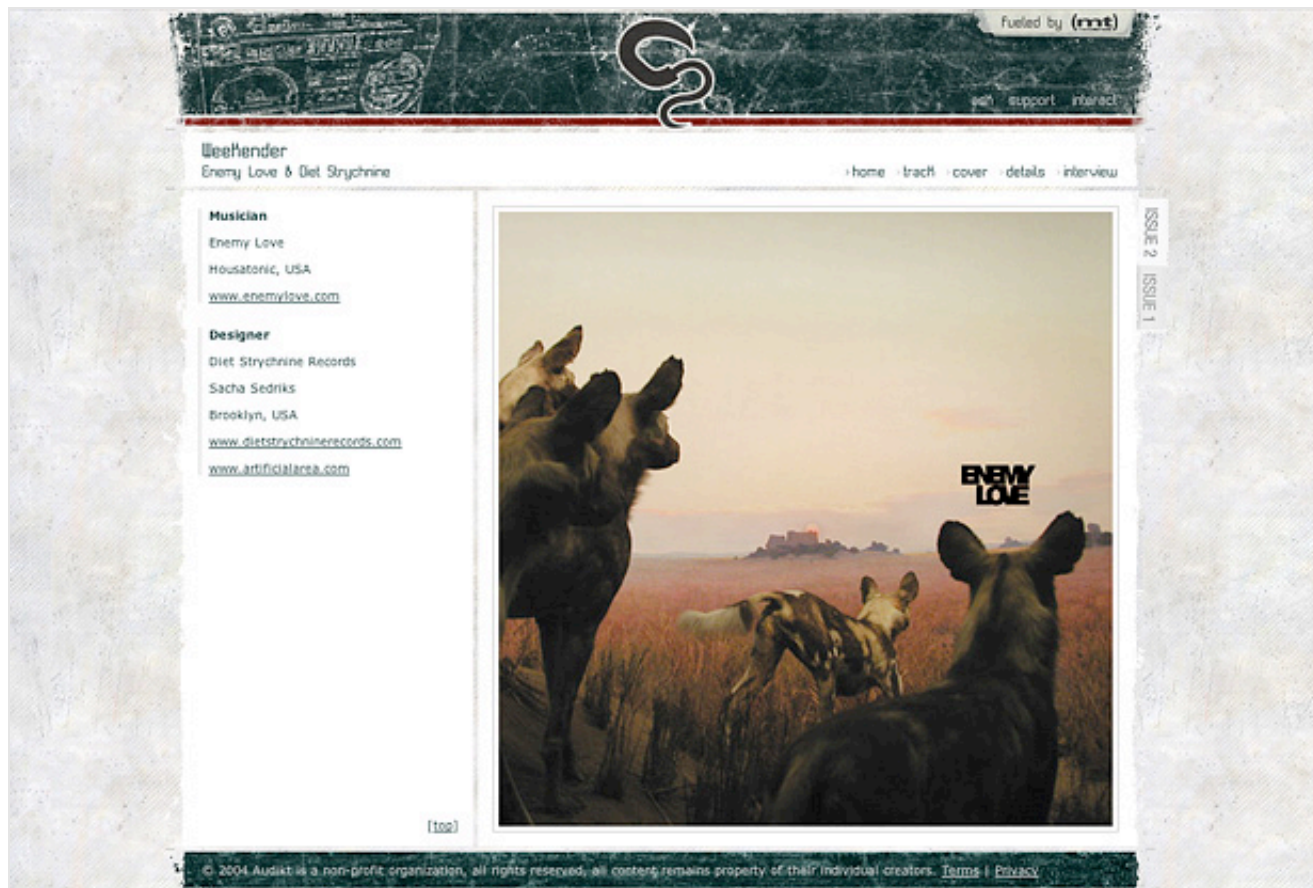 fueled by (mt)
support interact
Weekender
Enemy Love & Diet Strychnine
home track cover details interview
Musician
Enemy Love
Housatonic, USA
www.enemylove.com
Designer
Diet Strychnine Records
Sacha Sedriks
Brooklyn, USA
www.dietstrychninerecords.com
www.artificialarea.com
ISSUE 2
ISSUE 1
ENEMY
LOVE
[top]
© 2004 Audikt is a non-profit organization, all rights reserved, all content remains property of their individual creators. Terms | Privacy